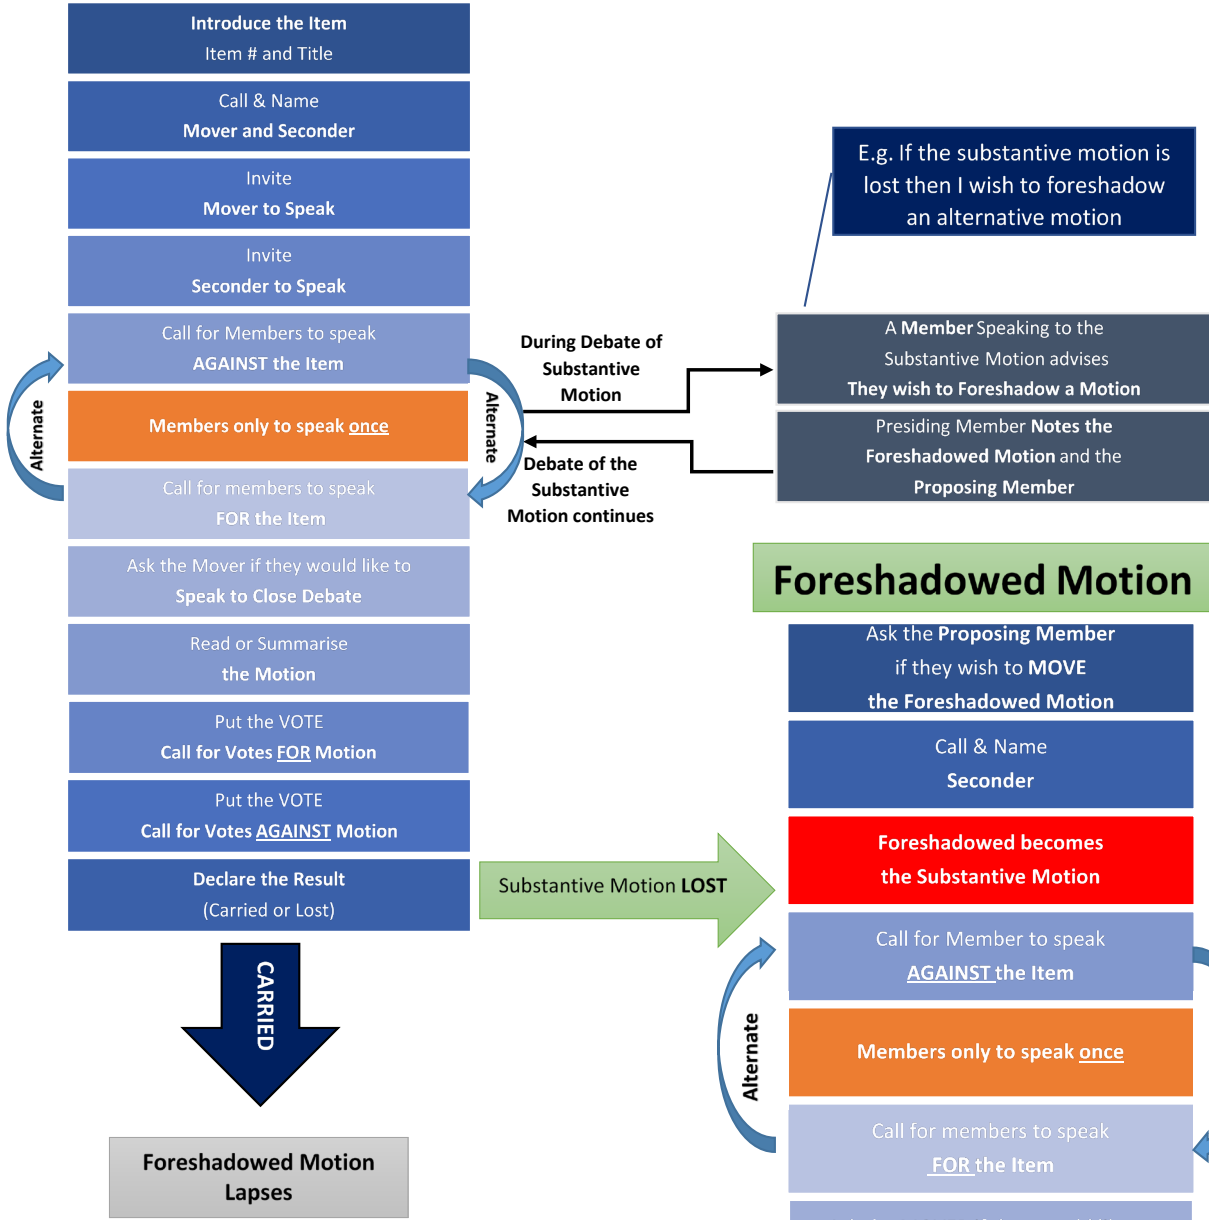 Introduce the Item
Item # and Title
Call & Name
Mover and Seconder
Invite
Mover to Speak
Invite
Seconder to Speak
Call for Members to speak
AGAINST the Item
Alternate
Members only to speak once
Alternate
Call for members to speak
FOR the Item
Ask the Mover if they would like to
Speak to Close Debate
Read or Summarise
the Motion
Put the VOTE
Call for Votes FOR Motion
Put the VOTE
Call for Votes AGAINST Motion
Declare the Result
(Carried or Lost)
CARRIED
Foreshadowed Motion
Lapses
During Debate of
Substantive
Motion
Debate of the
Substantive
Motion continues
E.g. If the substantive motion is
lost then I wish to foreshadow
an alternative motion
A Member Speaking to the
Substantive Motion advises
They wish to Foreshadow a Motion
Presiding Member Notes the
Foreshadowed Motion and the
Proposing Member
Substantive Motion LOST
Foreshadowed Motion
Ask the Proposing Member
if they wish to MOVE
the Foreshadowed Motion
Call & Name
Seconder
Foreshadowed becomes
the Substantive Motion
Call for Member to speak
AGAINST the Item
Alternate
Members only to speak once
Call for members to speak
FOR the Item